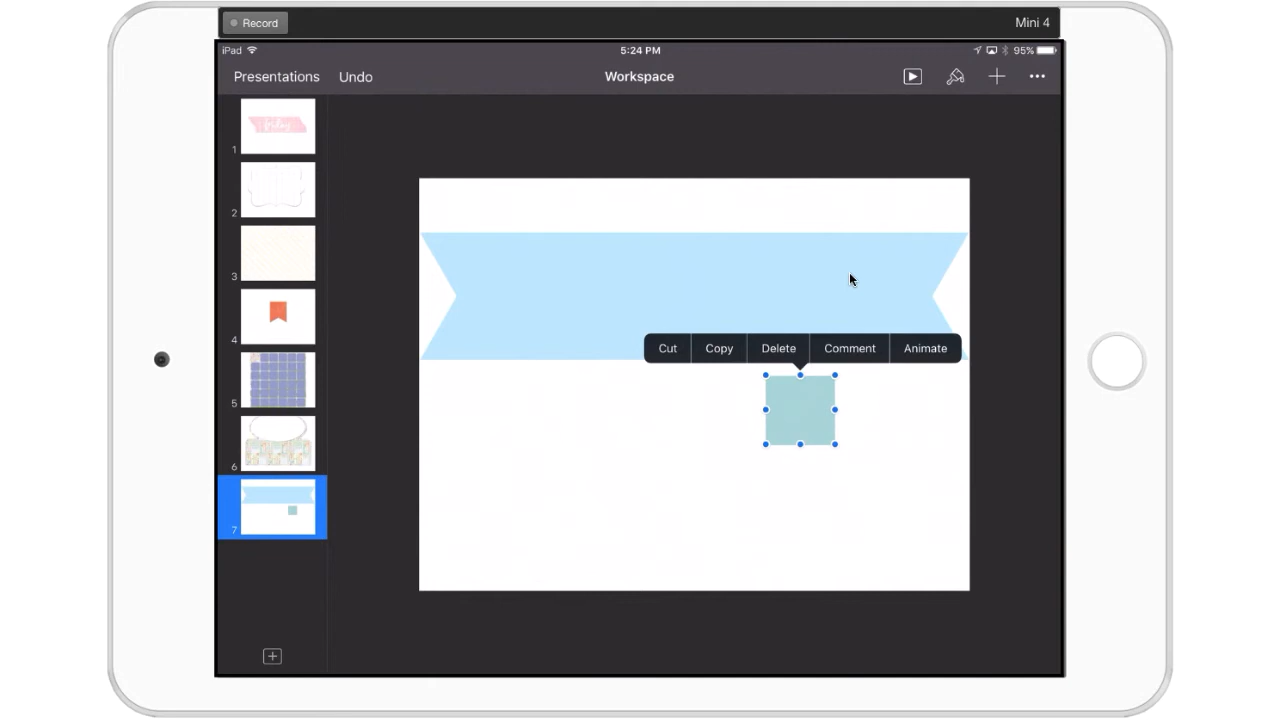 Record
Mini 4
iPad
5:24 PM
95%
Presentations
Undo
Workspace
friday
1
2
3
4
5
6
7
Cut
Copy
Delete
Comment
Animate